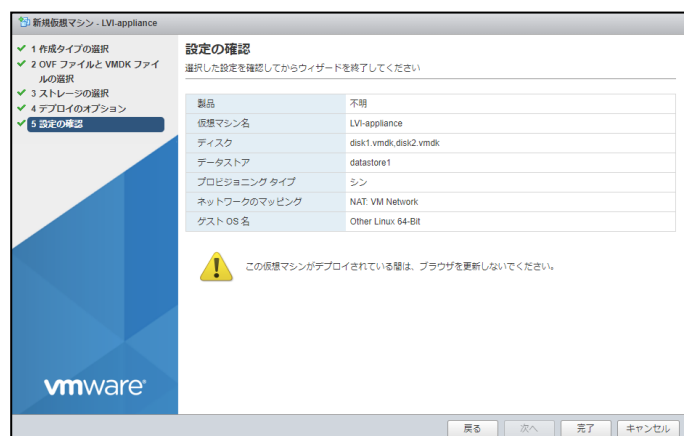 新規仮想マシン - LVI-appliance
1 作成タイプの選択
2 OVF ファイルと VMDK ファイ
ルの選択
3 ストレージの選択
4 デプロイのオプション
5 設定の確認
設定の確認
選択した設定を確認してからウィザードを終了してください
製品 不明
仮想マシン名 LVI-appliance
ディスク disk1.vmdk,disk2.vmdk
データストア datastore1
プロビジョニング タイプ シン
ネットワークのマッピング NAT: VM Network
ゲスト OS 名 Other Linux 64-Bit
この仮想マシンがデプロイされている間は、ブラウザを更新しないでください。
vmware
戻る 次へ 完了 キャンセル